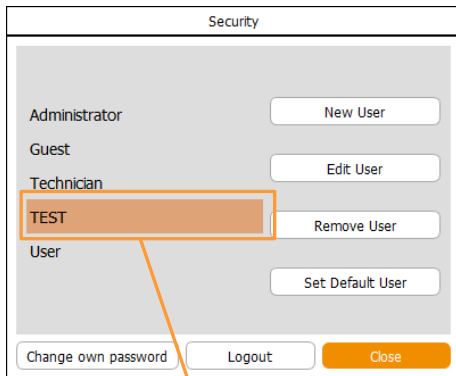 Security
Administrator
Guest
Technician
TEST
User
New User
Edit User
Remove User
Set Default User
Change own password
Logout
Close